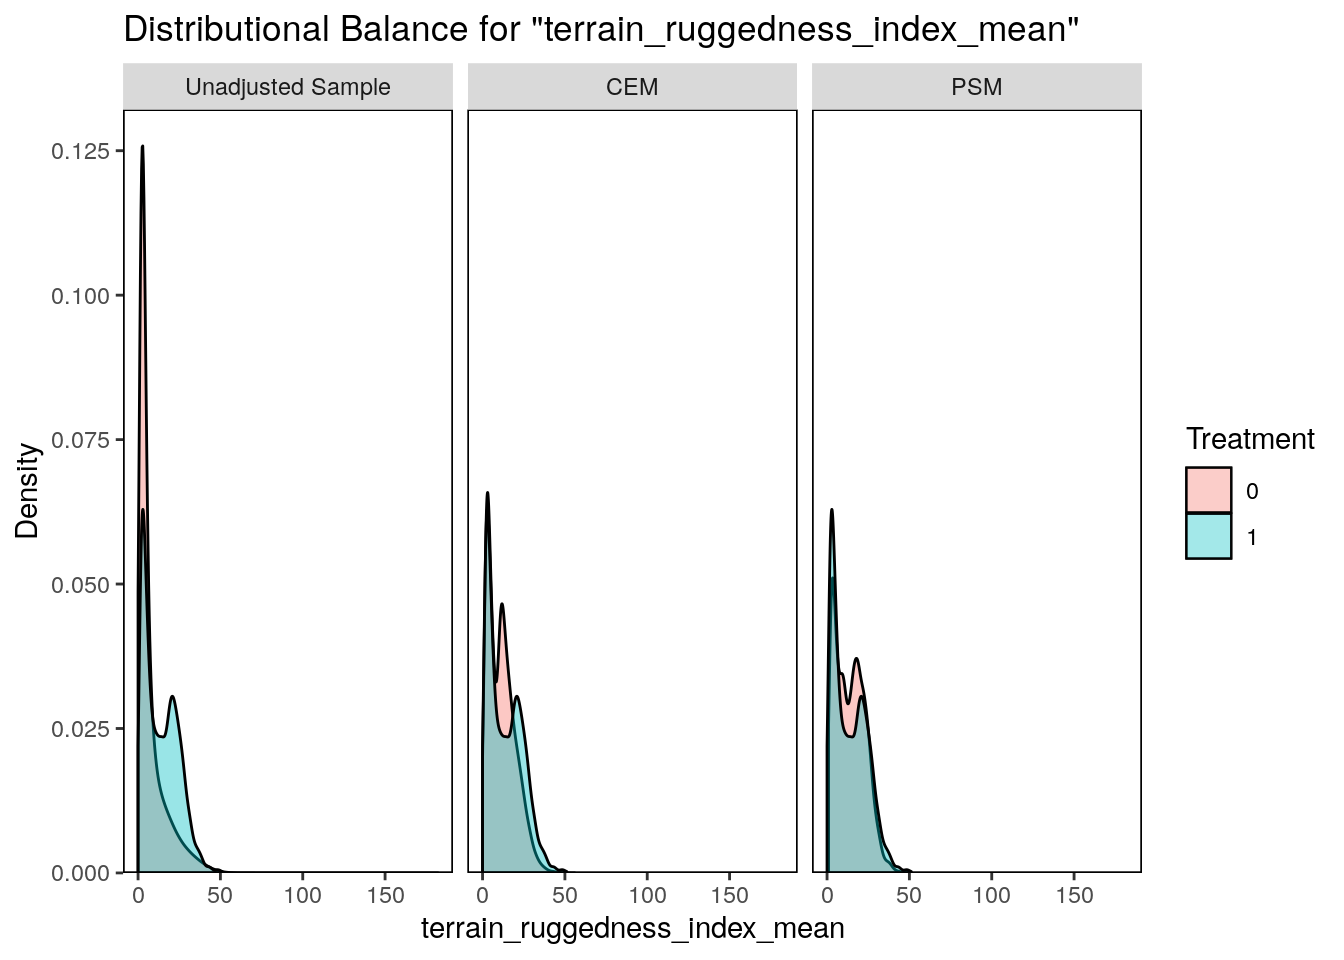 Distributional Balance for "terrain_ruggedness_index_mean"
Unadjusted Sample
CEM
PSM
0.125
0.100
0.075
0.050
0.025
0.000
Density
0 50 100 150
0 50 100 150
0 50 100 150
terrain_ruggedness_index_mean
Treatment
0
1